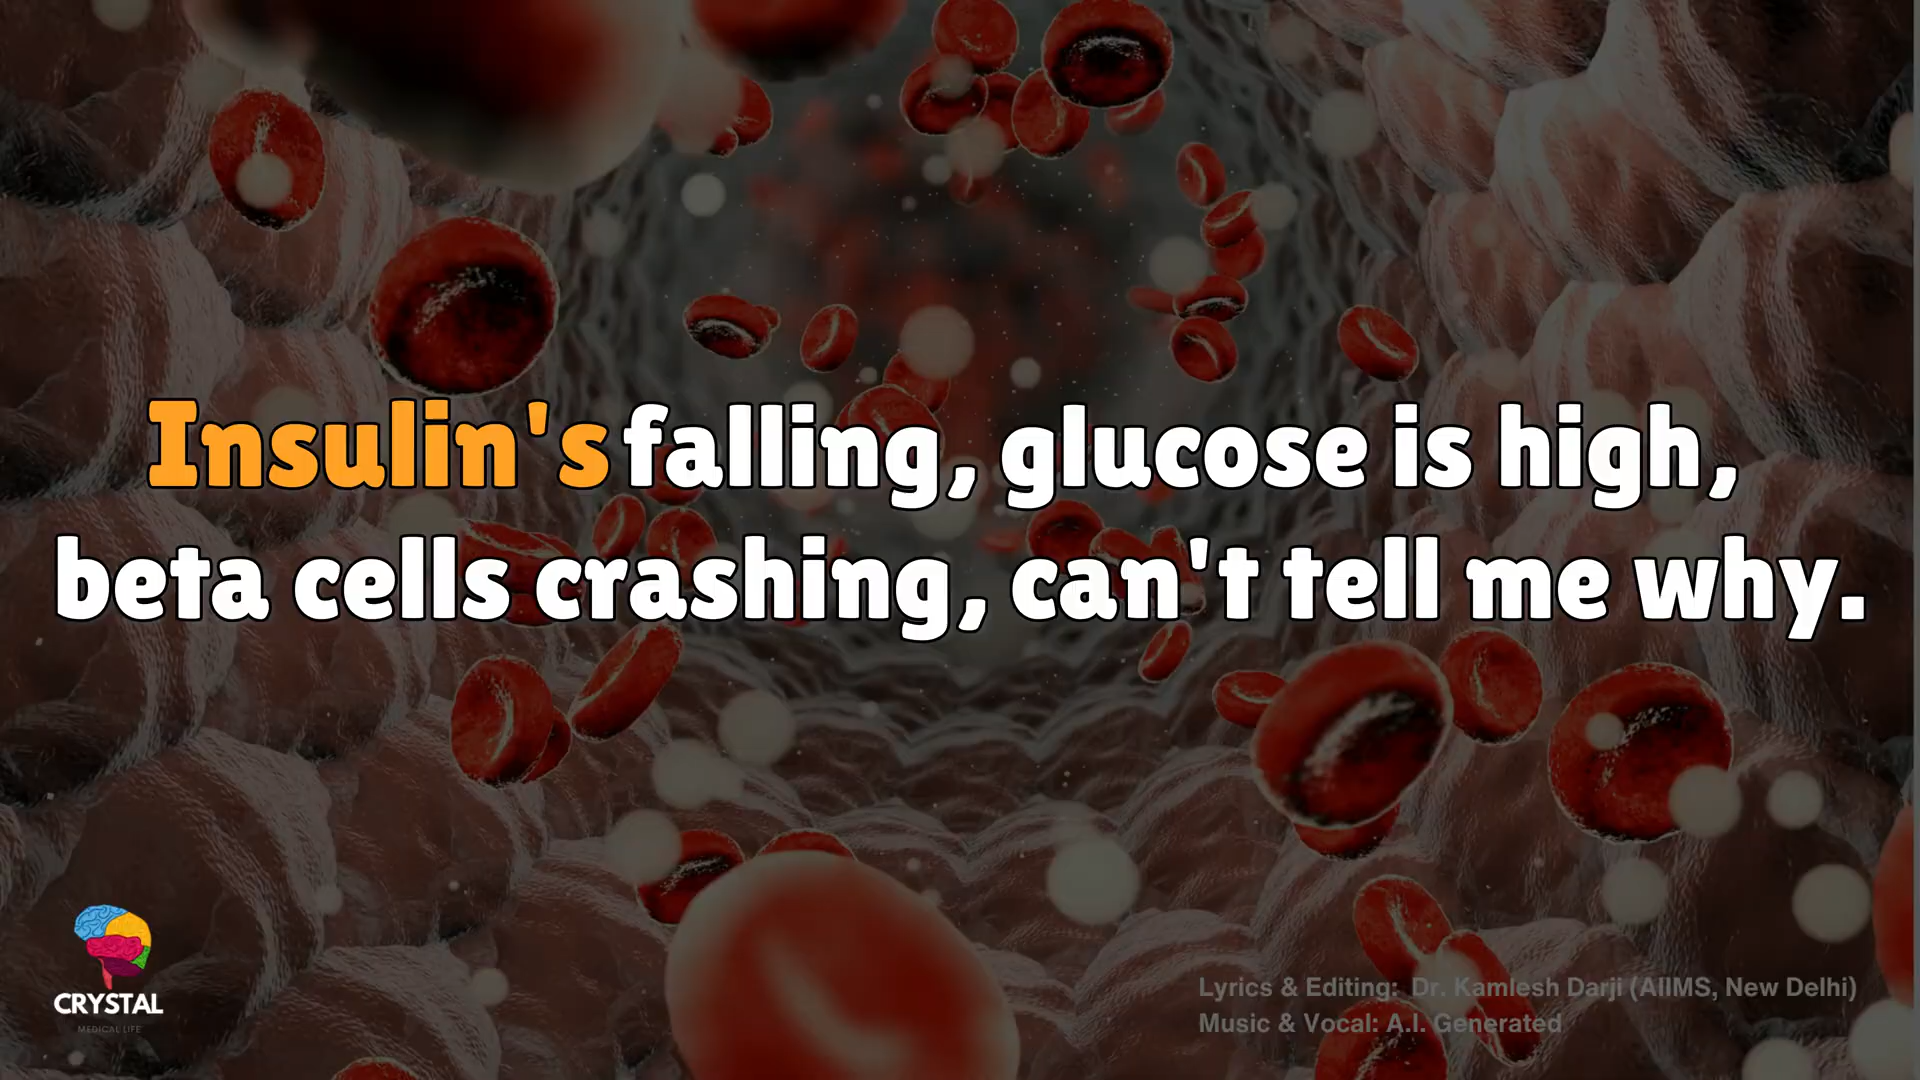 Insulin's falling, glucose is high,
beta cells crashing, can't tell me why.
CRYSTAL
MEDICAL LIFE
Lyrics & Editing: Dr. Kamlesh Darji (AIIMS, New Delhi)
Music & Vocal: A.I. Generated